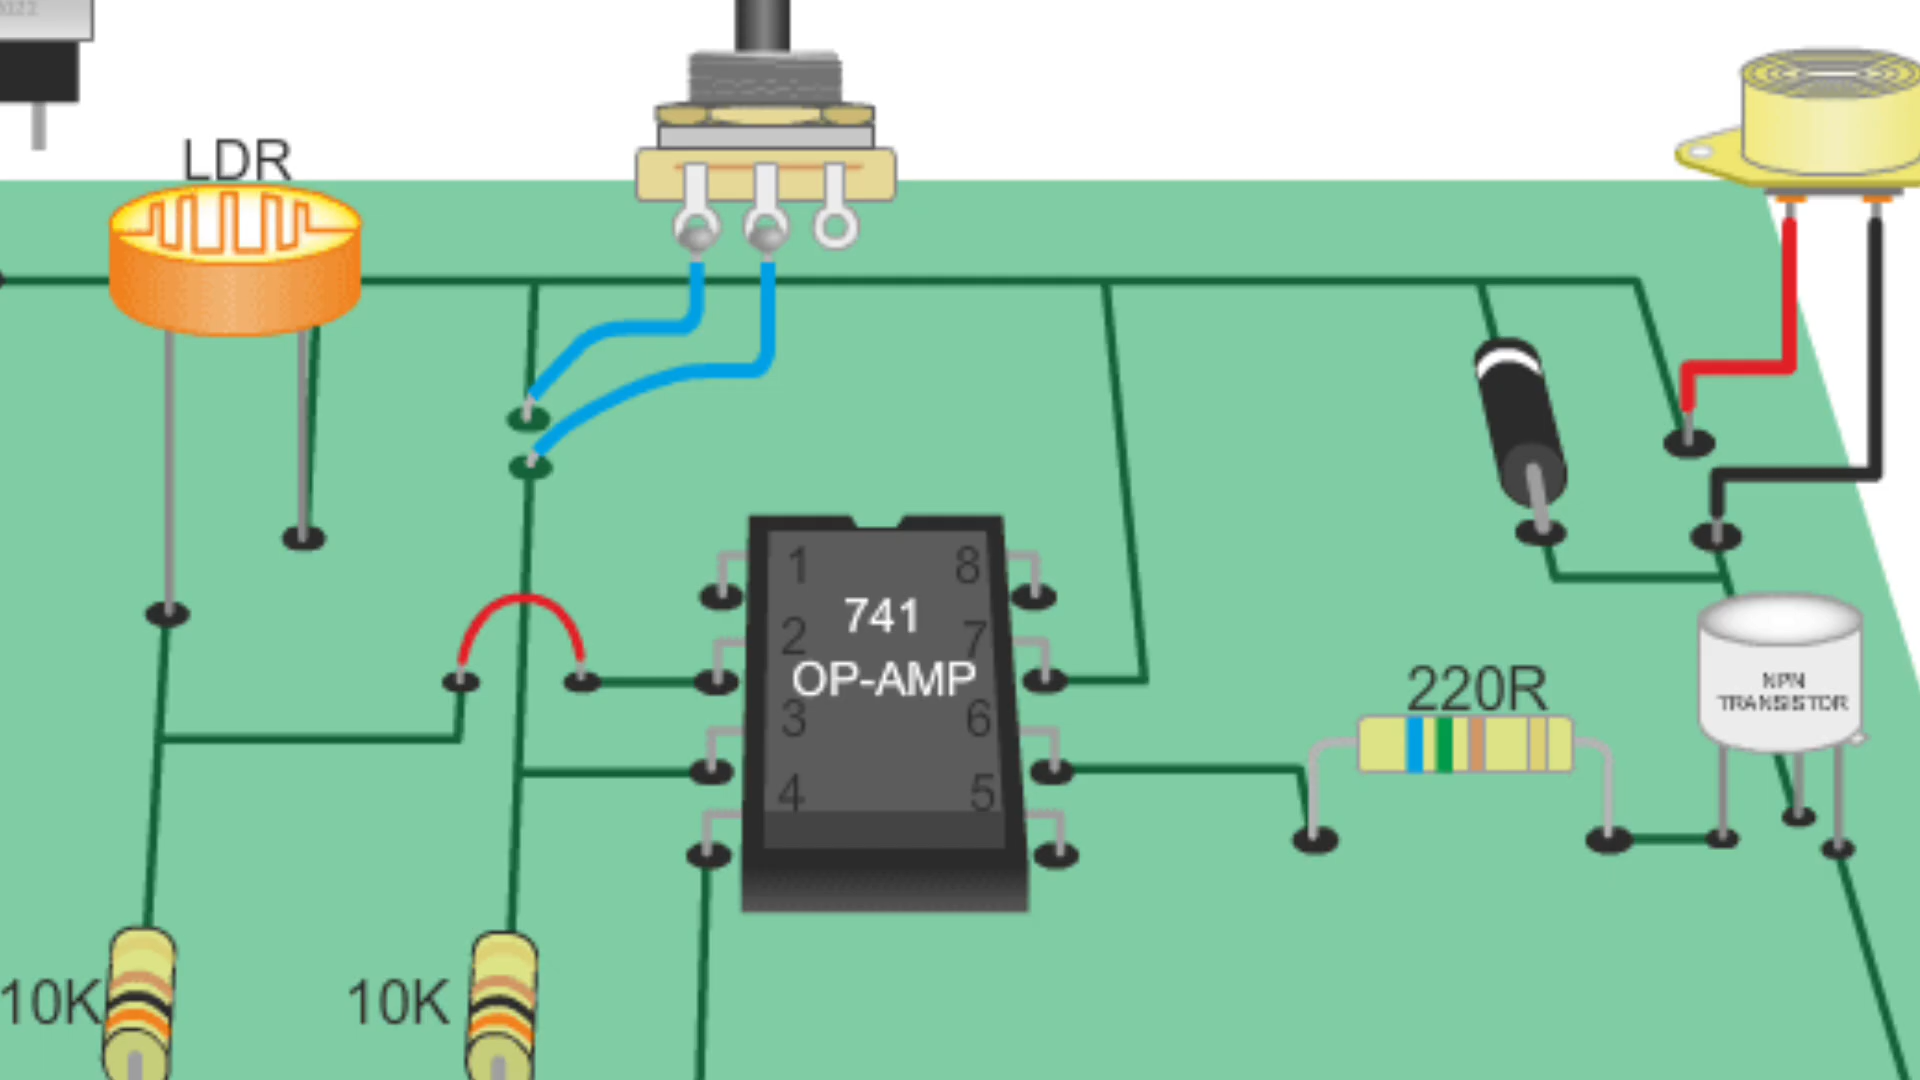 LDR
1 8
741
2 7
OP-AMP
3 6
4 5
220R
NPN
TRANSISTOR
10K
10K